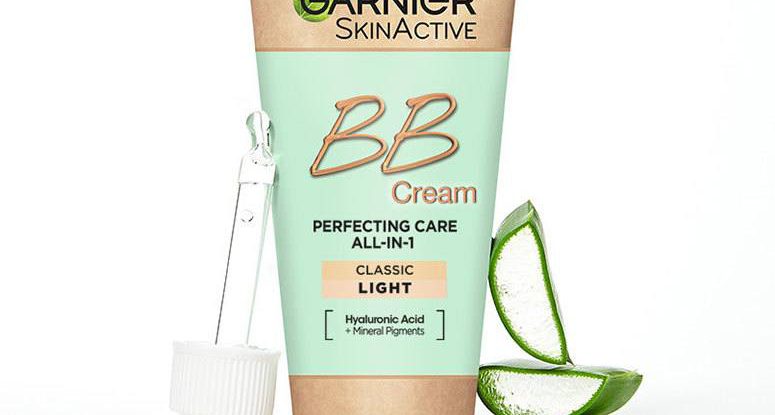 GARNIER
SKINACTIVE
BB
Cream
PERFECTING CARE
ALL-IN-1
CLASSIC
LIGHT
Hyaluronic Acid
+ Mineral Pigments